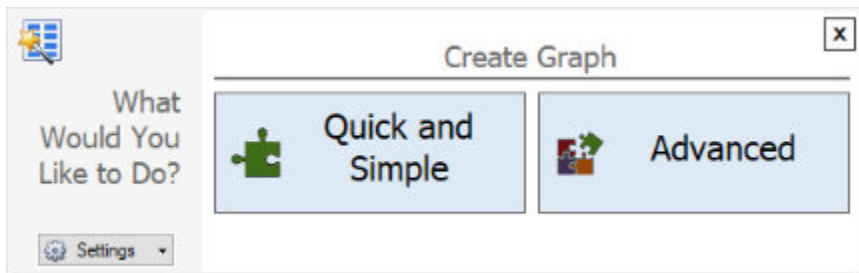 What
Would You
Like to Do?
Settings
Create Graph
X
Quick and
Simple
Advanced